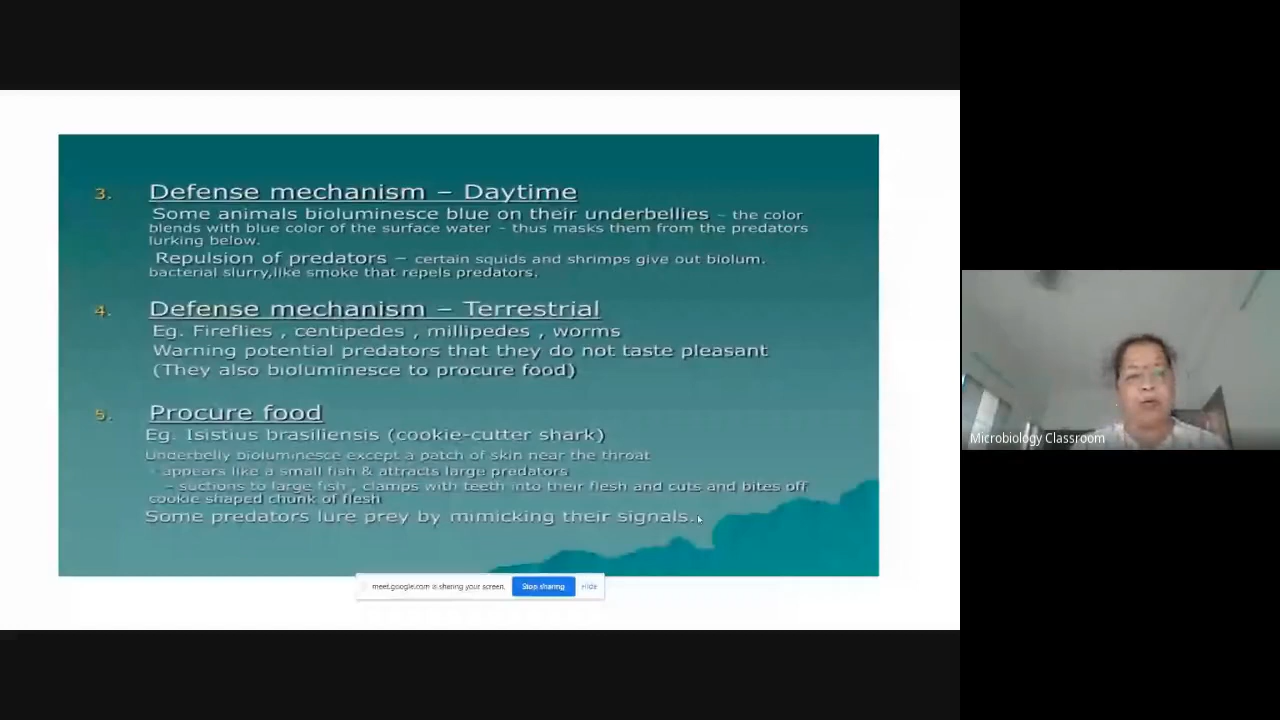 3. Defense mechanism – Daytime
Some animals bioluminesce blue on their underbellies – the color
blends with blue color of the surface water - thus masks them from the predators
lurking below.
Repulsion of predators – certain squids and shrimps give out biolum.
bacterial slurry,like smoke that repels predators.
4. Defense mechanism – Terrestrial
Eg. Fireflies , centipedes , millipedes , worms
Warning potential predators that they do not taste pleasant
(They also bioluminesce to procure food)
5. Procure food
Eg. Isistius brasiliensis (cookie-cutter shark)
Underbelly bioluminesce except a patch of skin near the throat
- appears like a small fish & attracts large predators
– suctions to large fish , clamps with teeth into their flesh and cuts and bites off
cookie shaped chunk of flesh
Some predators lure prey by mimicking their signals.
meet.google.com is sharing your screen. Stop sharing Hide
Microbiology Classroom